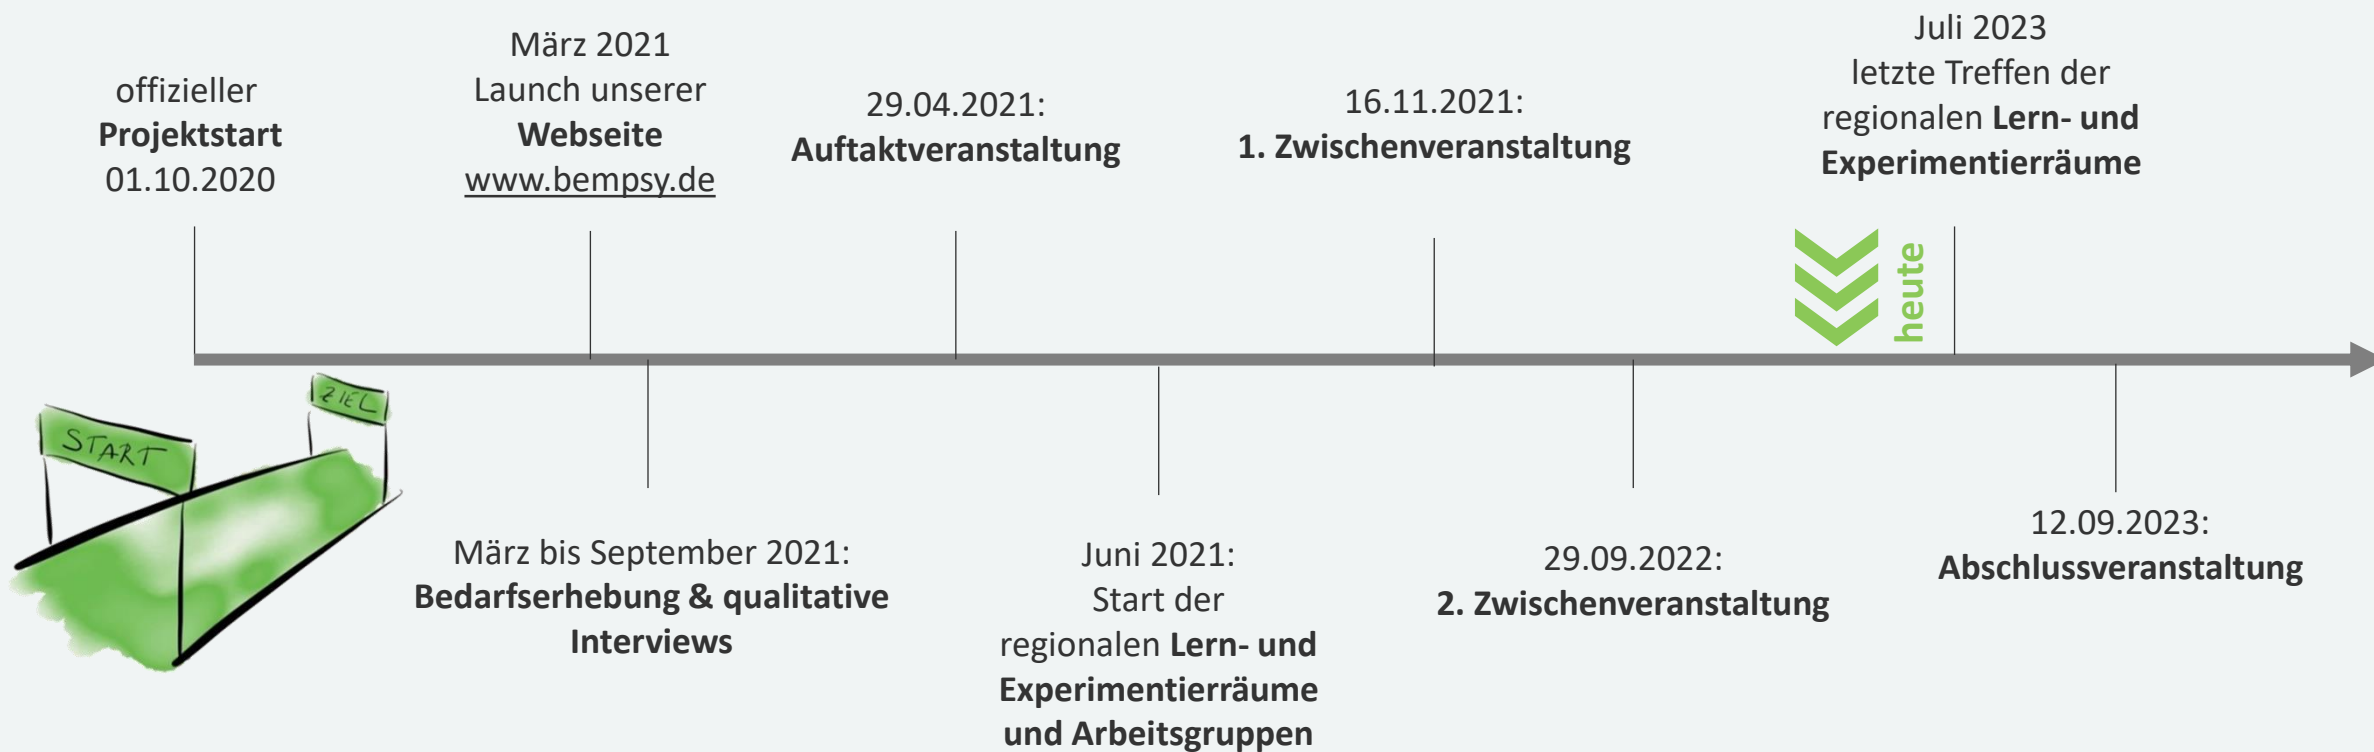 offizieller
Projektstart
01.10.2020
März 2021
Launch unserer
Webseite
www.bempsy.de
29.04.2021:
Auftaktveranstaltung
16.11.2021:
1. Zwischenveranstaltung
Juli 2023
letzte Treffen der
regionalen Lern- und
Experimentierräume
heute
START
ZIEL
März bis September 2021:
Bedarfserhebung & qualitative
Interviews
Juni 2021:
Start der
regionalen Lern- und
Experimentierräume
und Arbeitsgruppen
29.09.2022:
2. Zwischenveranstaltung
12.09.2023:
Abschlussveranstaltung